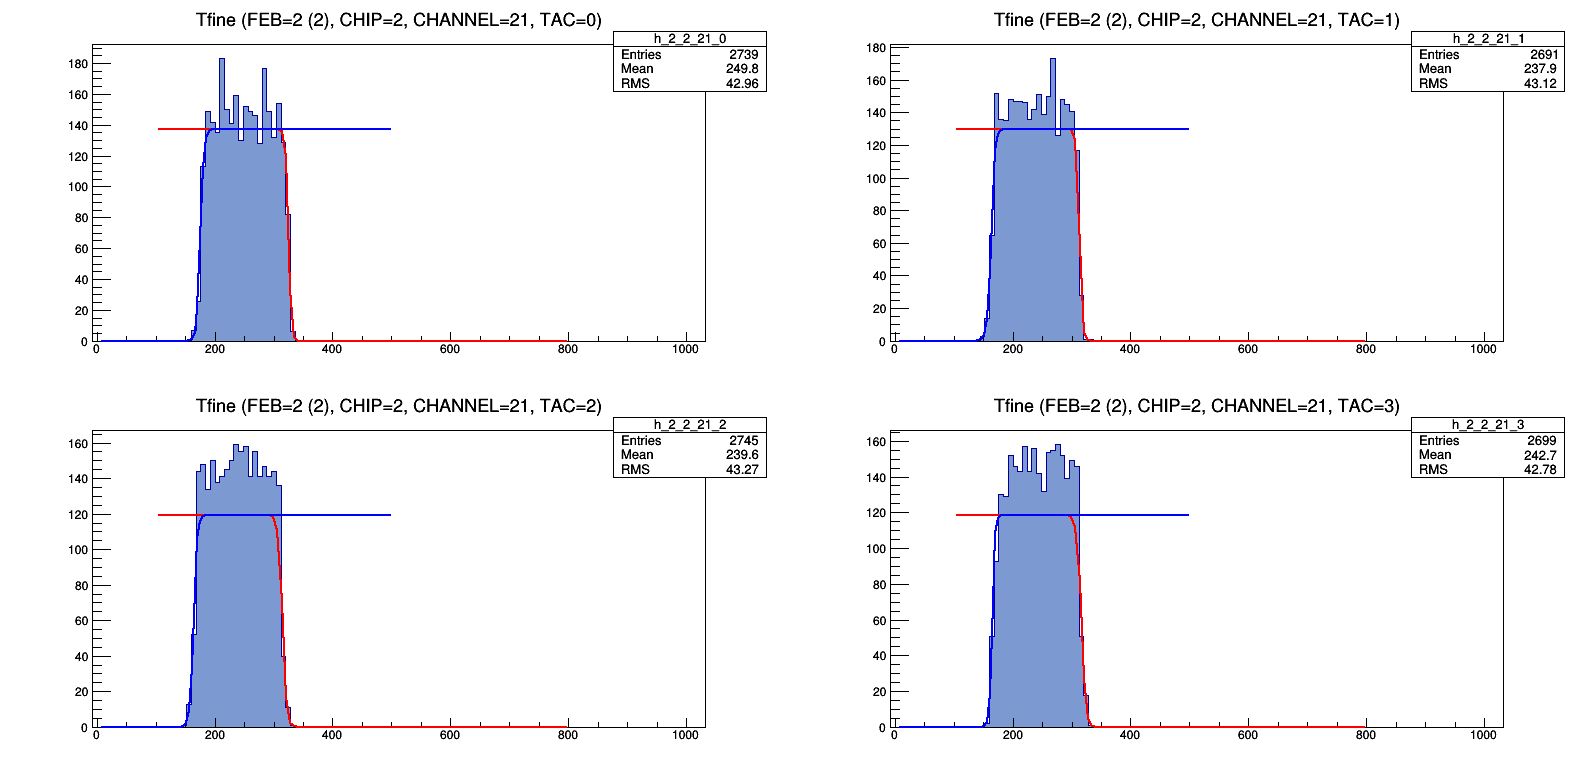 Tfine (FEB=2 (2), CHIP=2, CHANNEL=21, TAC=0)
h_2_2_21_0
Entries 2739
Mean 249.8
RMS 42.96
180
160
140
120
100
80
60
40
20
0
0 200 400 600 800 1000
Tfine (FEB=2 (2), CHIP=2, CHANNEL=21, TAC=1)
h_2_2_21_1
Entries 2691
Mean 237.9
RMS 43.12
180
160
140
120
100
80
60
40
20
0
0 200 400 600 800 1000
Tfine (FEB=2 (2), CHIP=2, CHANNEL=21, TAC=2)
h_2_2_21_2
Entries 2745
Mean 239.6
RMS 43.27
160
140
120
100
80
60
40
20
0
0 200 400 600 800 1000
Tfine (FEB=2 (2), CHIP=2, CHANNEL=21, TAC=3)
h_2_2_21_3
Entries 2699
Mean 242.7
RMS 42.78
160
140
120
100
80
60
40
20
0
0 200 400 600 800 1000